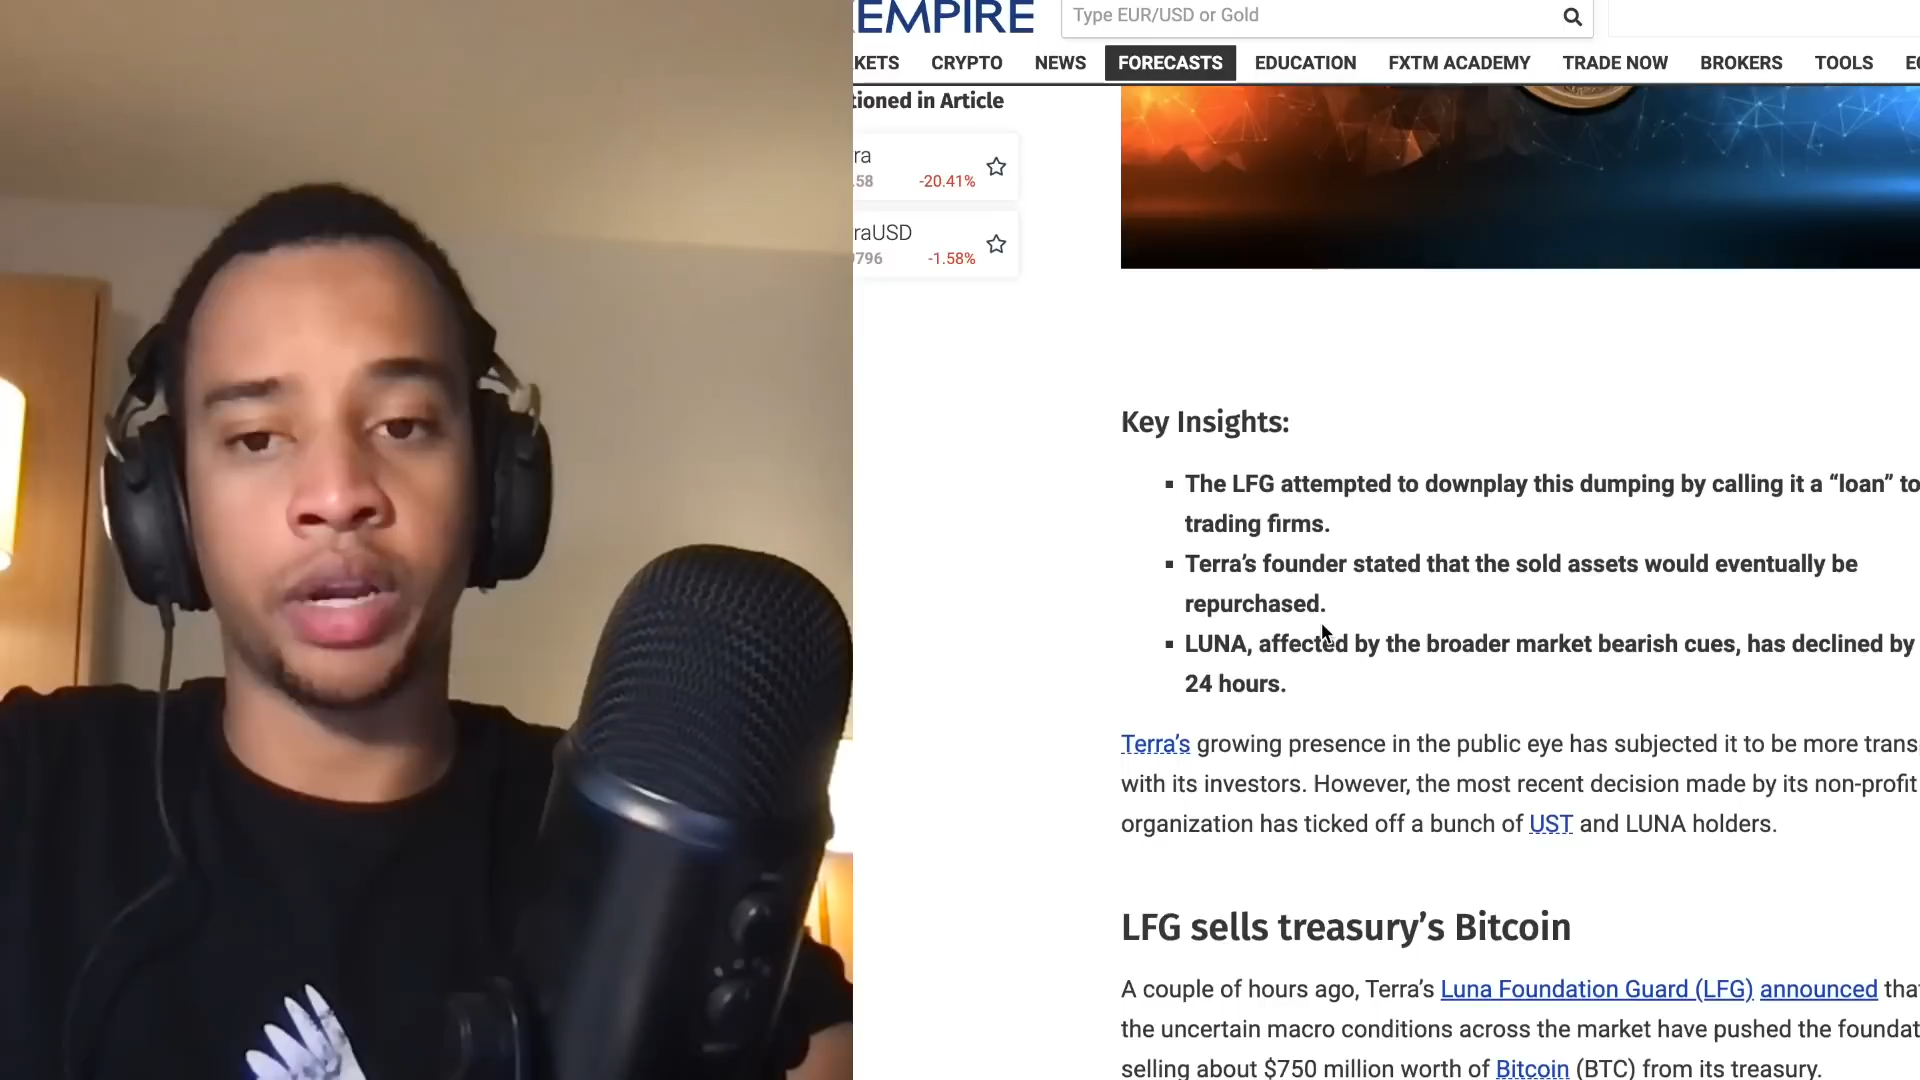 EMPIRE
Type EUR/USD or Gold
KETS CRYPTO NEWS FORECASTS EDUCATION FXTM ACADEMY TRADE NOW BROKERS TOOLS
tioned in Article
ra
.58 -20.41%
raUSD
796 -1.58%
Key Insights:
The LFG attempted to downplay this dumping by calling it a “loan” to
trading firms.
Terra’s founder stated that the sold assets would eventually be
repurchased.
LUNA, affected by the broader market bearish cues, has declined by
24 hours.
Terra’s growing presence in the public eye has subjected it to be more trans
with its investors. However, the most recent decision made by its non-profit
organization has ticked off a bunch of UST and LUNA holders.
LFG sells treasury’s Bitcoin
A couple of hours ago, Terra’s Luna Foundation Guard (LFG) announced tha
the uncertain macro conditions across the market have pushed the foundat
selling about $750 million worth of Bitcoin (BTC) from its treasury.